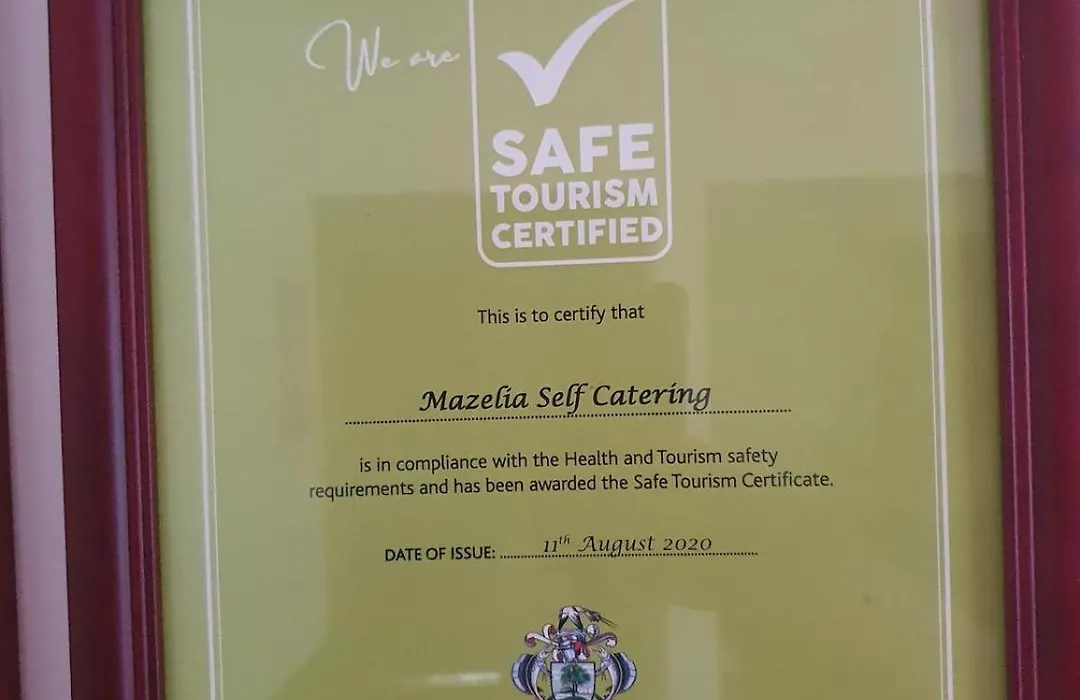 We are
SAFE
TOURISM
CERTIFIED
This is to certify that
Mazelia Self Catering
is in compliance with the Health and Tourism safety
requirements and has been awarded the Safe Tourism Certificate.
DATE OF ISSUE: 11th August 2020